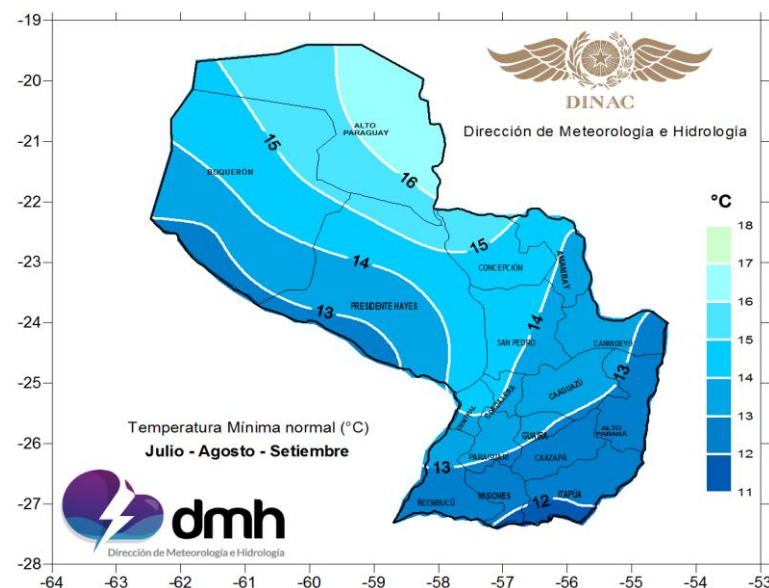 DINAC
Dirección de Meteorología e Hidrología
-19
-20
-21
-22
-23
-24
-25
-26
-27
-28
ALTO
PARAGUAY
15
BOQUERÓN
16
15
14
CONCEPCIÓN
AMAMBAY
13
PRESIDENTE HAYES
14
SAN PEDRO
CANINDEYÚ
13
CAAGUAZÚ
CORDILLERA
CENTRAL
GUAIRA
ALTO
PARANÁ
13
PARAGUARÍ
CAAZAPÁ
ÑEEMBUCÚ
MISIONES
12
ITAPÚA
°C
18
17
16
15
14
13
12
11
Temperatura Mínima normal (°C)
Julio - Agosto - Setiembre
dmh
Dirección de Meteorología e Hidrología
-64
-63
-62
-61
-60
-59
-58
-57
-56
-55
-54
-53